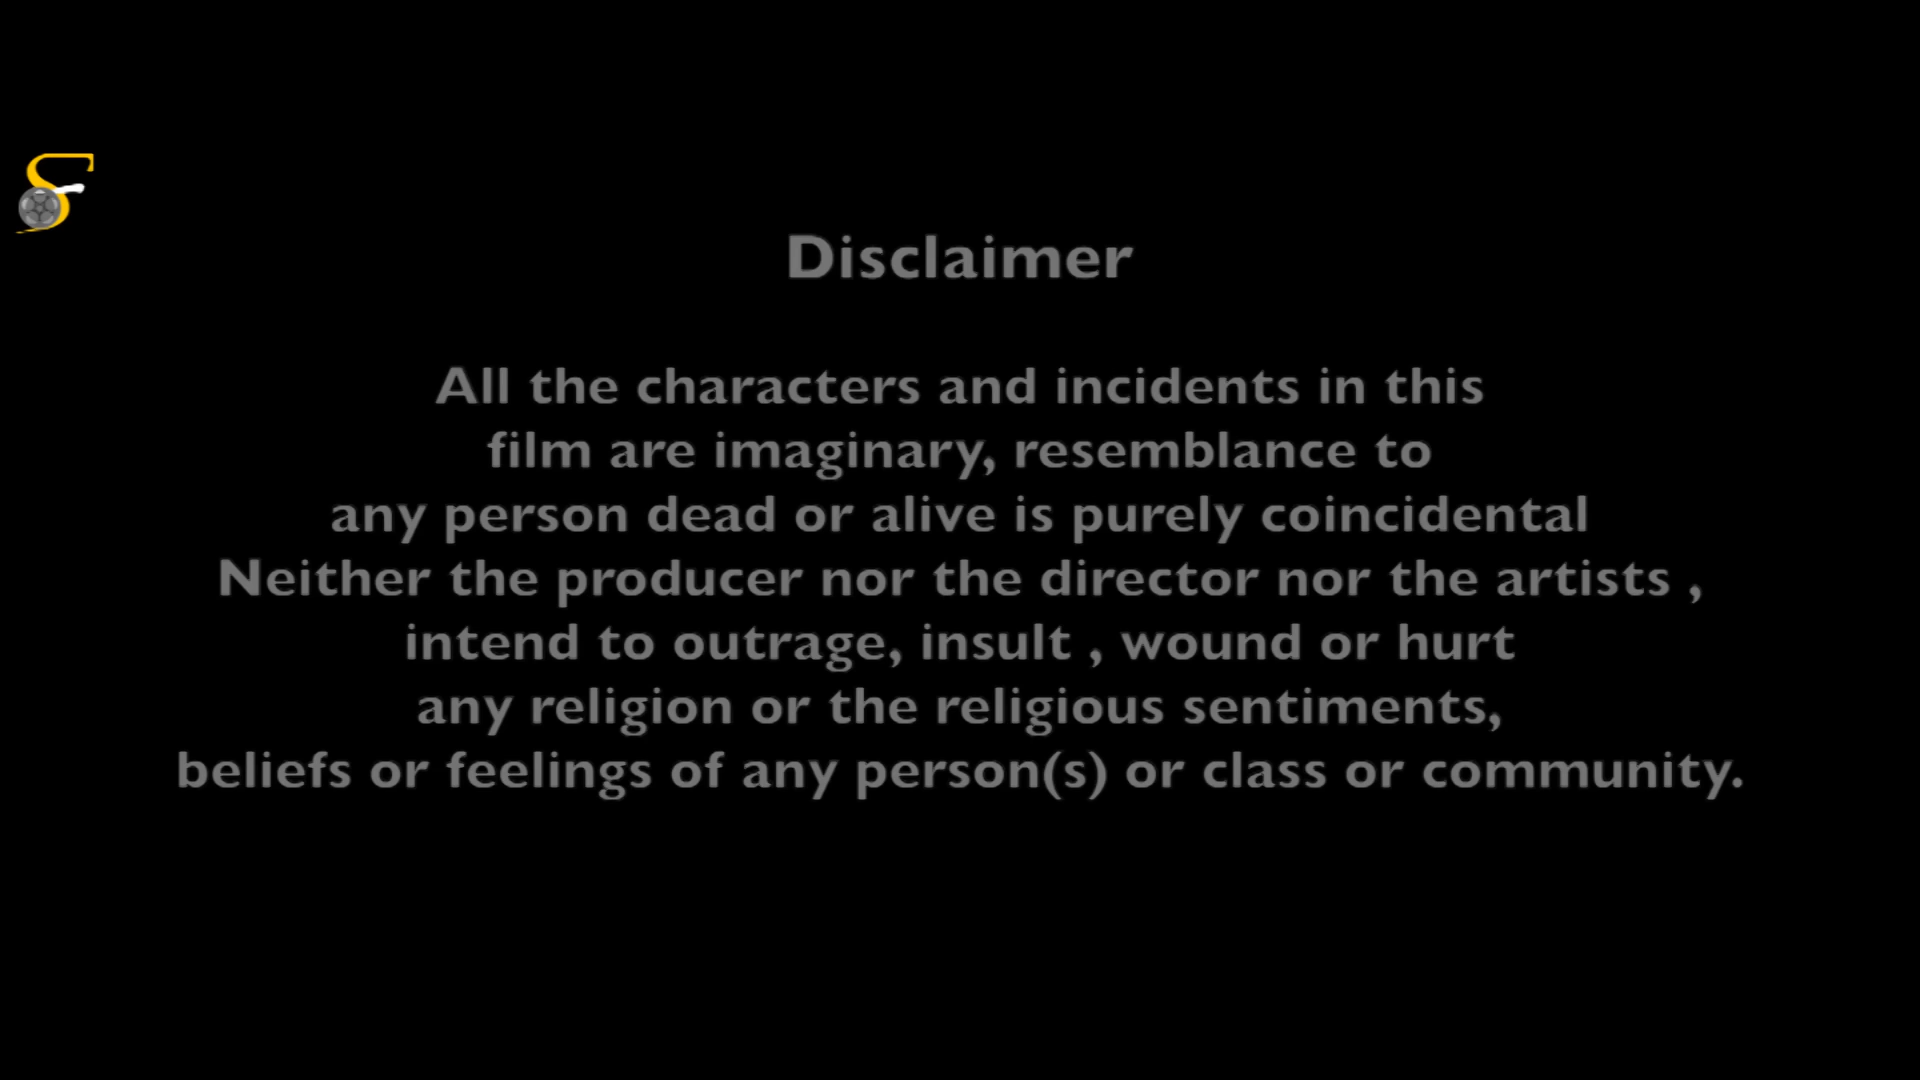 Disclaimer
All the characters and incidents in this
film are imaginary, resemblance to
any person dead or alive is purely coincidental
Neither the producer nor the director nor the artists ,
intend to outrage, insult , wound or hurt
any religion or the religious sentiments,
beliefs or feelings of any person(s) or class or community.